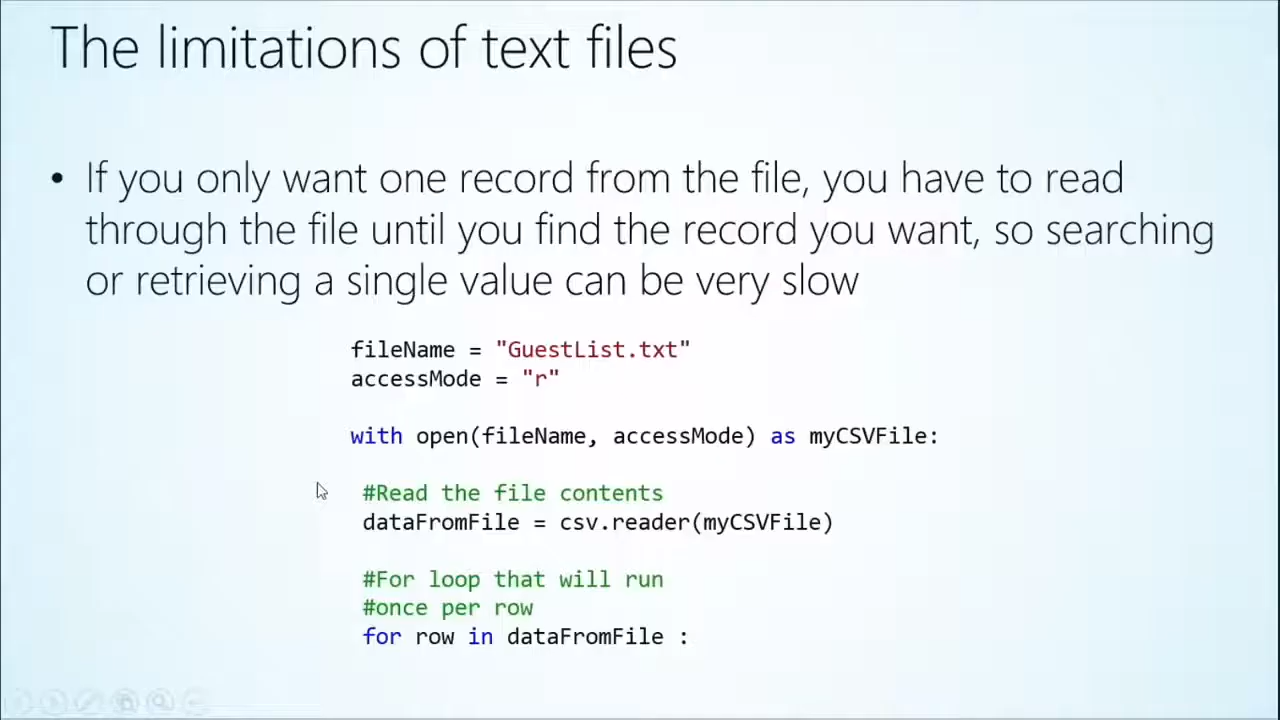 The limitations of text files
• If you only want one record from the file, you have to read
through the file until you find the record you want, so searching
or retrieving a single value can be very slow
fileName = "GuestList.txt"
accessMode = "r"
with open(fileName, accessMode) as myCSVFile:
#Read the file contents
dataFromFile = csv.reader(myCSVFile)
#For loop that will run
#once per row
for row in dataFromFile :